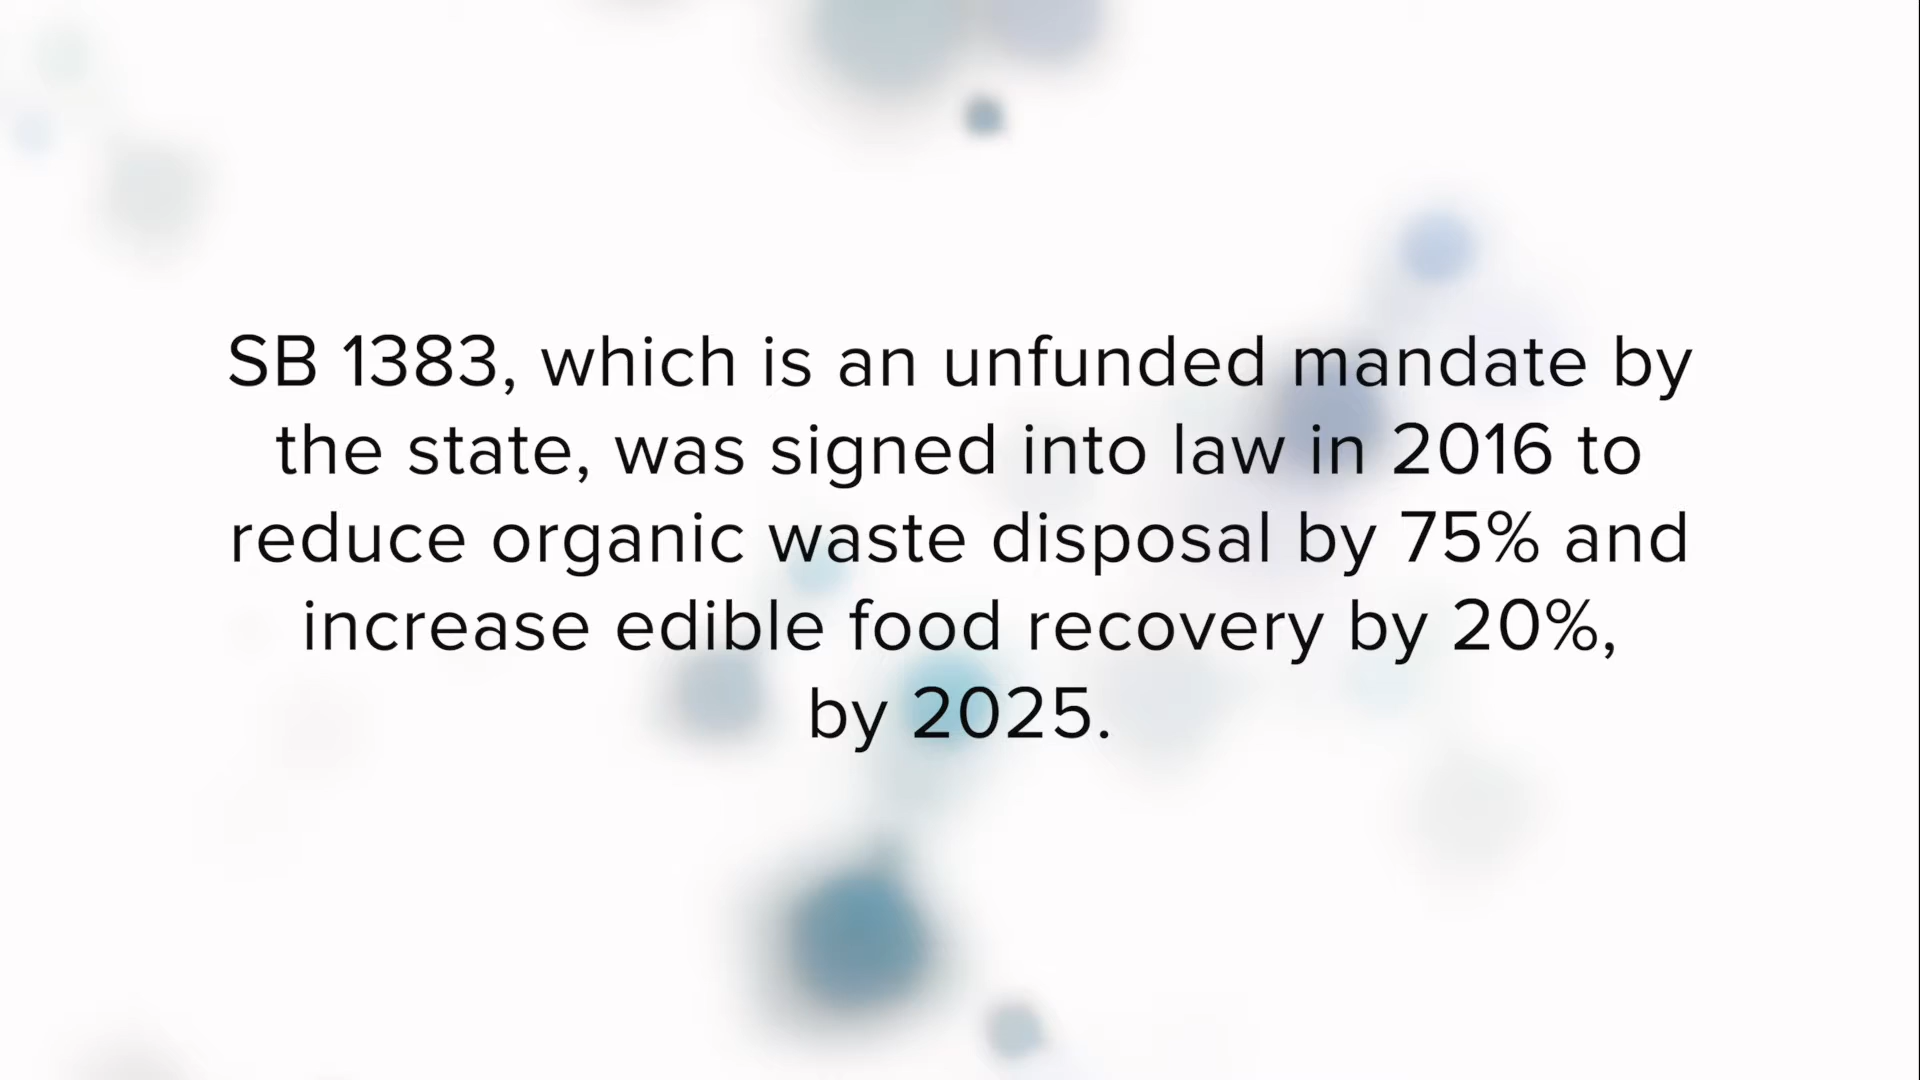 SB 1383, which is an unfunded mandate by
the state, was signed into law in 2016 to
reduce organic waste disposal by 75% and
increase edible food recovery by 20%,
by 2025.